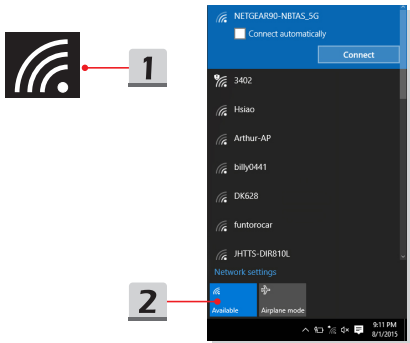 1
NETGEAR90-NBTAS_5G
Connect automatically
Connect
3402
Hsiao
Arthur-AP
billy0441
DK628
funtorocar
JHTTS-DIR810L
Network settings
2
Available
Airplane mode
9:11 PM
8/1/2015